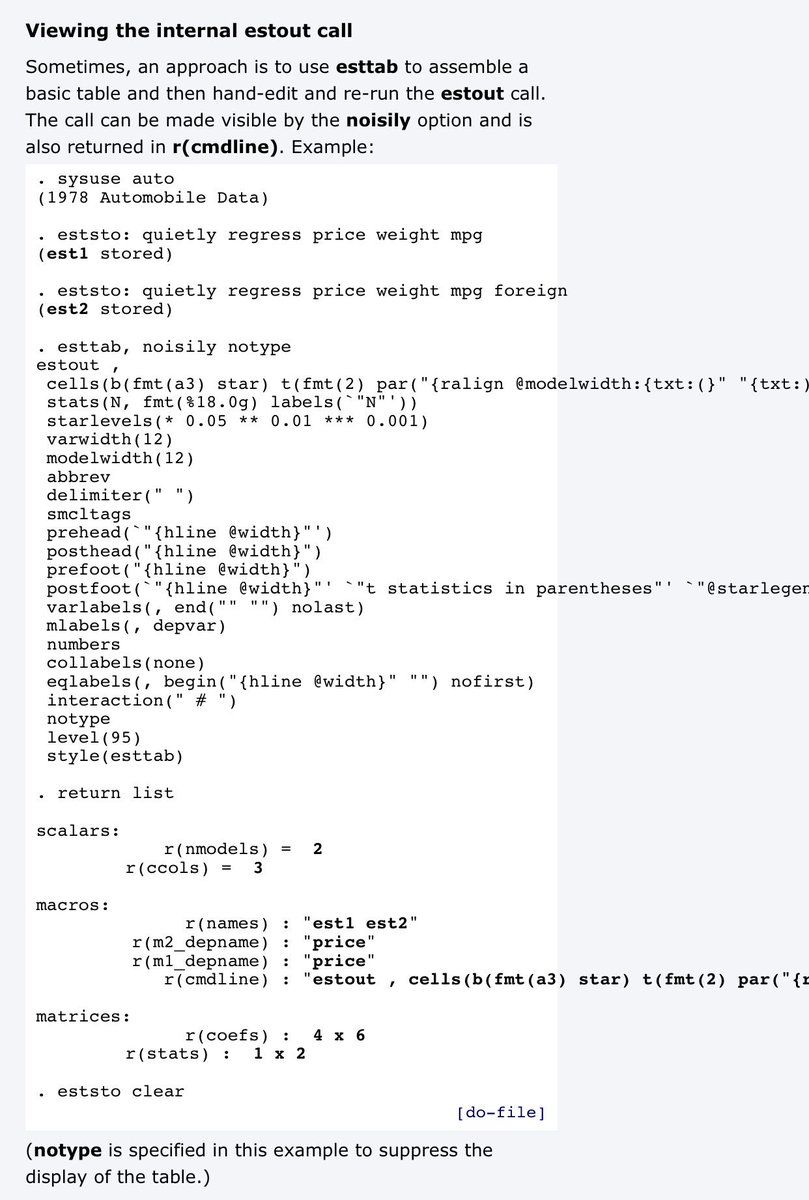 Viewing the internal estout call
Sometimes, an approach is to use esttab to assemble a
basic table and then hand-edit and re-run the estout call.
The call can be made visible by the noisily option and is
also returned in r(cmdline). Example:
. sysuse auto
(1978 Automobile Data)
. eststo: quietly regress price weight mpg
(est1 stored)
. eststo: quietly regress price weight mpg foreign
(est2 stored)
. esttab, noisily notype
estout ,
cells(b(fmt(a3) star) t(fmt(2) par("{ralign @modelwidth:{txt:(}" "{txt:)
stats(N, fmt(%18.0g) labels(`"N"'))
starlevels(* 0.05 ** 0.01 *** 0.001)
varwidth(12)
modelwidth(12)
abbrev
delimiter(" ")
smcltags
prehead(`"{hline @width}"')
posthead("{hline @width}")
prefoot("{hline @width}")
postfoot(`"{hline @width}"' `"t statistics in parentheses"' `"@starlegen
varlabels(, end("" "") nolast)
mlabels(, depvar)
numbers
collabels(none)
eqlabels(, begin("{hline @width}" "") nofirst)
interaction(" # ")
notype
level(95)
style(esttab)
. return list
scalars:
r(nmodels) = 2
r(ccols) = 3
macros:
r(names) : "est1 est2"
r(m2_depname) : "price"
r(m1_depname) : "price"
r(cmdline) : "estout , cells(b(fmt(a3) star) t(fmt(2) par("{r
matrices:
r(coefs) : 4 x 6
r(stats) : 1 x 2
. eststo clear
[do-file]
(notype is specified in this example to suppress the
display of the table.)